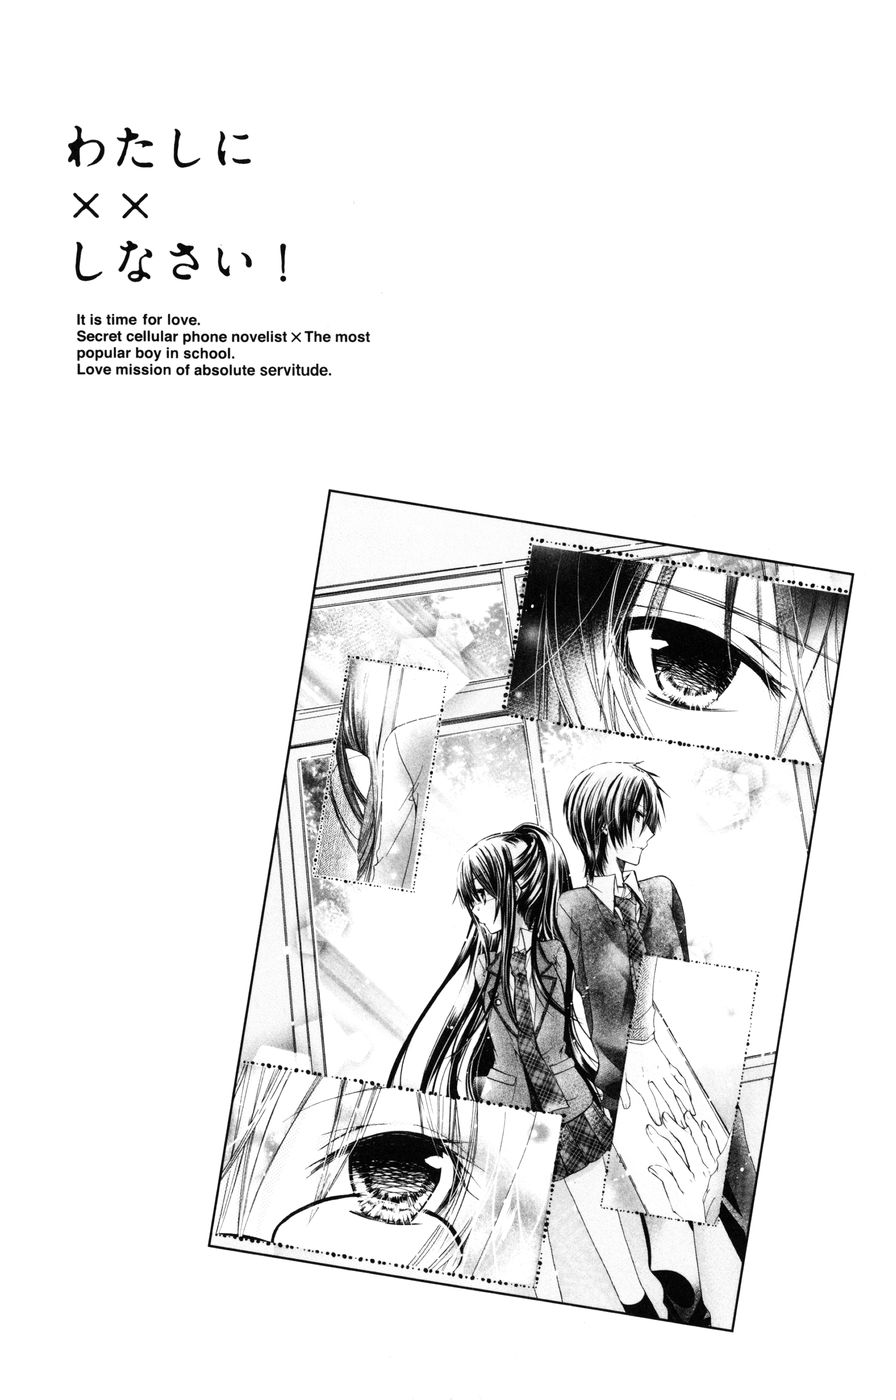 わたしに
××
しなさい！
It is time for love.
Secret cellular phone novelist×The most
popular boy in school.
Love mission of absolute servitude.